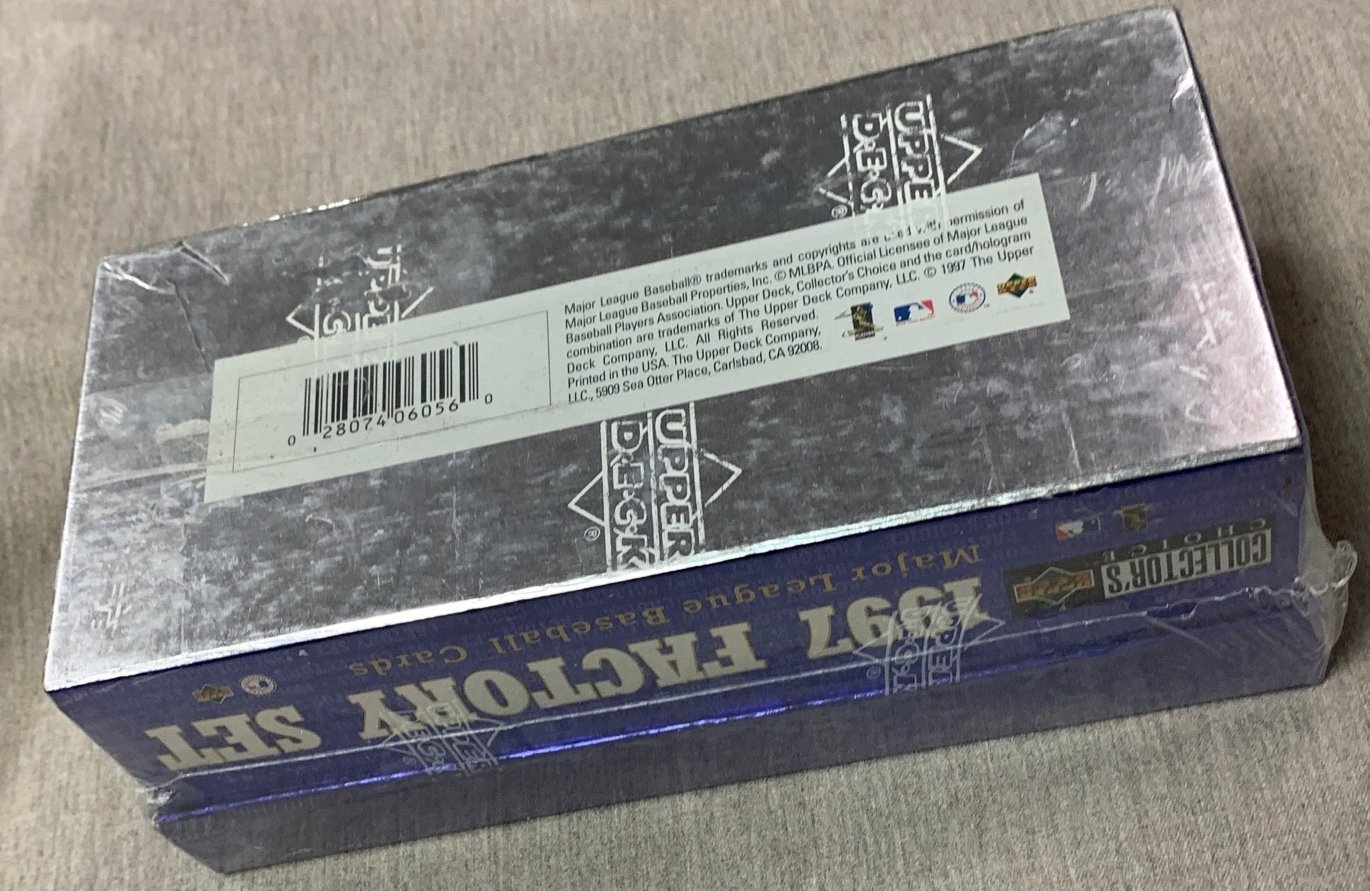 UPPER
D·E·C·K
®
UPPER
D·E·C·K
®
Major League Baseball® trademarks and copyrights are used with permission of
Major League Baseball Properties, Inc. © MLBPA. Official Licensee of Major League
Baseball Players Association. Upper Deck, Collector's Choice and the card/hologram
combination are trademarks of The Upper Deck Company, LLC. © 1997 The Upper
Deck Company, LLC. All Rights Reserved.
Printed in the USA. The Upper Deck Company,
LLC., 5909 Sea Otter Place, Carlsbad, CA 92008.
0 28074 06056 0
UPPER
D·E·C·K
®
COLLECTOR'S
CHOICE
Major League Baseball Cards
1997 FACTORY SET
UPPER
DECK
®